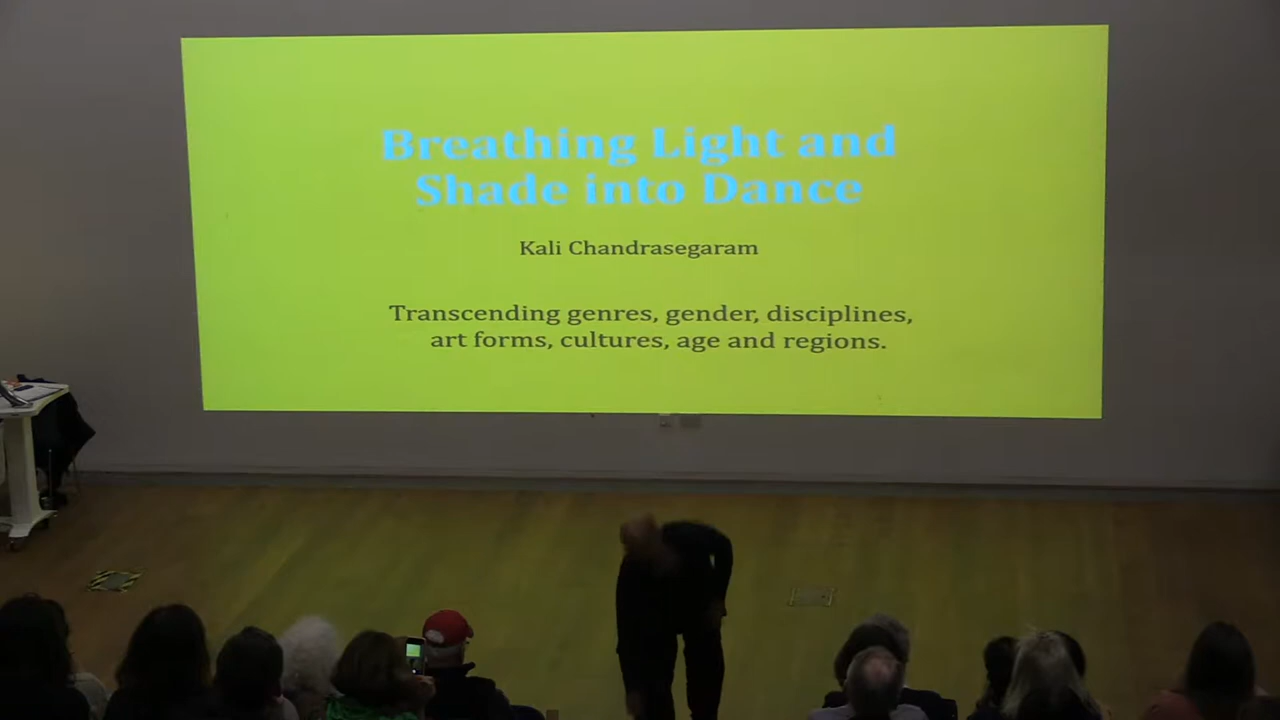 Breathing Light and
Shade into Dance
Kali Chandrasegaram
Transcending genres, gender, disciplines,
art forms, cultures, age and regions.